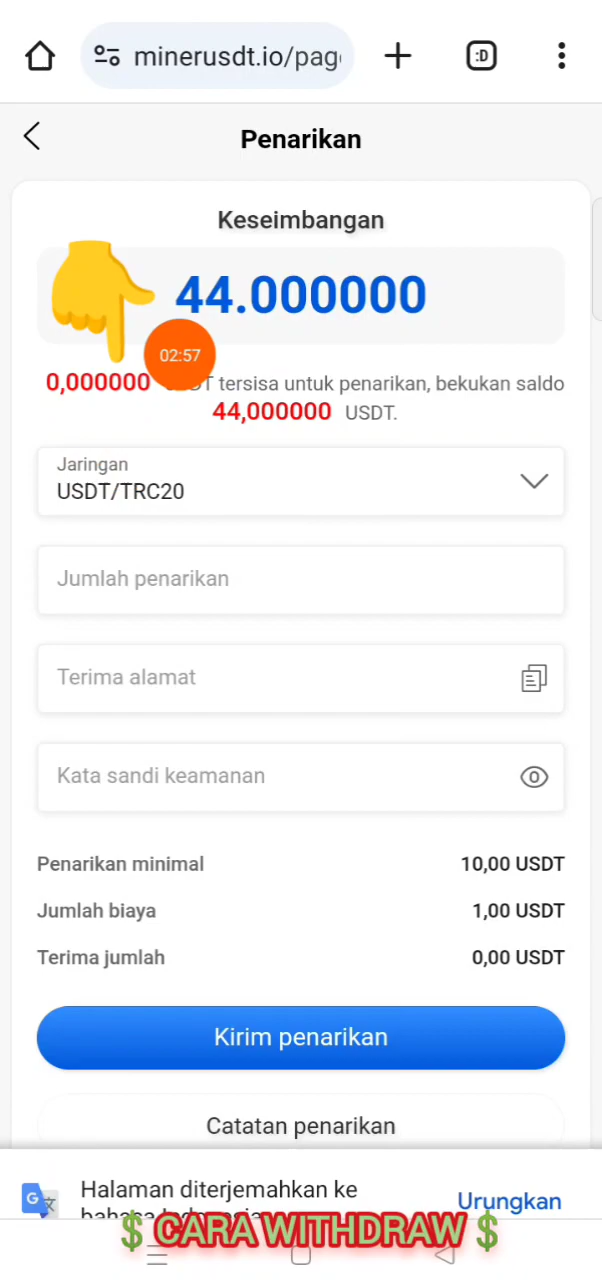 minerusdt.io/pag
:D
Penarikan
Keseimbangan
44.000000
02:57
0,000000 tersisa untuk penarikan, bekukan saldo
44,000000 USDT.
Jaringan
USDT/TRC20
Jumlah penarikan
Terima alamat
Kata sandi keamanan
Penarikan minimal 10,00 USDT
Jumlah biaya 1,00 USDT
Terima jumlah 0,00 USDT
Kirim penarikan
Catatan penarikan
Halaman diterjemahkan ke
Urungkan
$ CARA WITHDRAW $